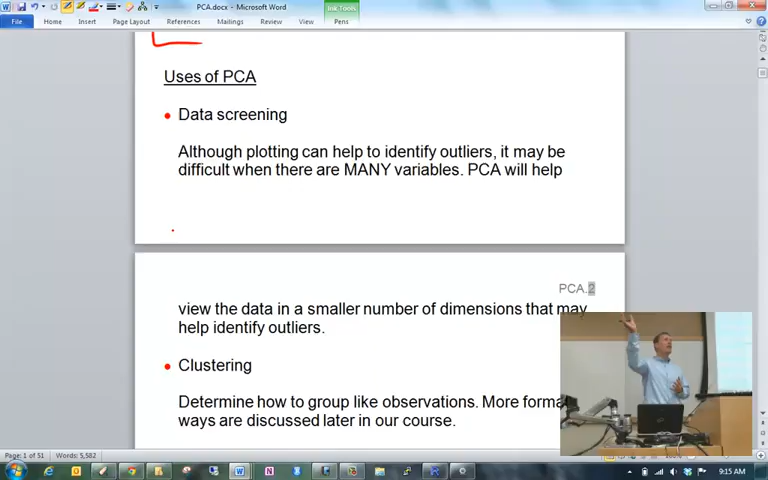 PCA.docx - Microsoft Word
Ink Tools
File Home Insert Page Layout References Mailings Review View Pens
Uses of PCA
Data screening
Although plotting can help to identify outliers, it may be
difficult when there are MANY variables. PCA will help
PCA.2
view the data in a smaller number of dimensions that may
help identify outliers.
Clustering
Determine how to group like observations. More formal
ways are discussed later in our course.
Page: 1 of 51 Words: 5,582
9:15 AM